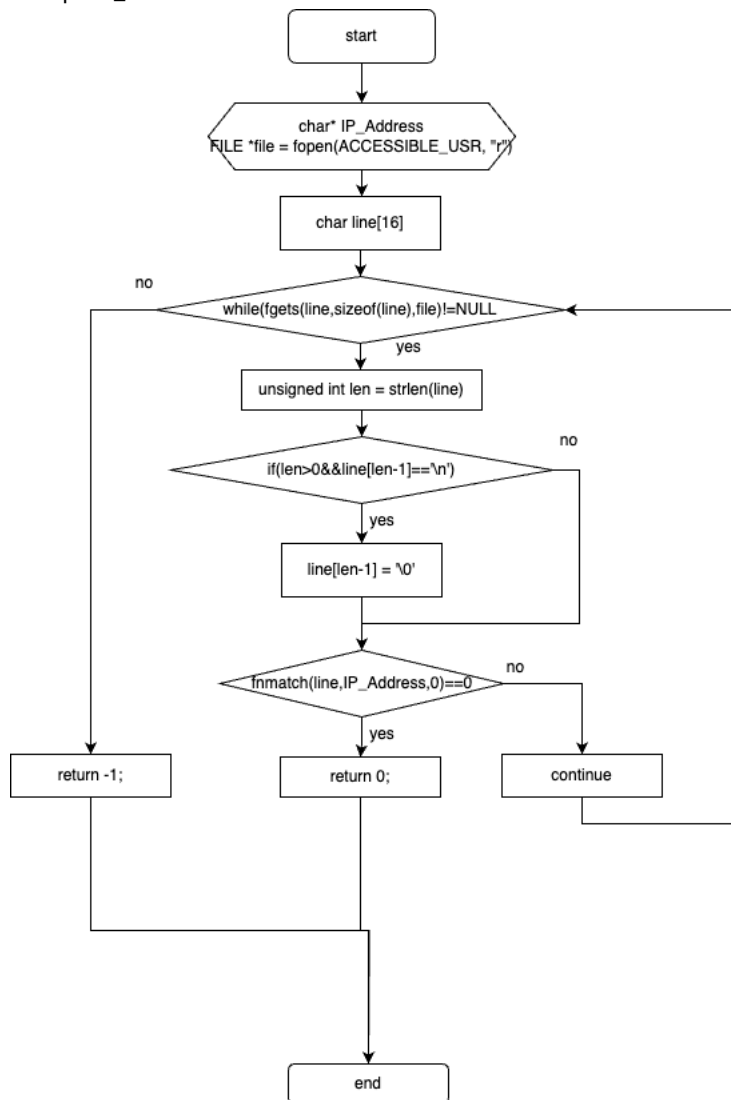 start
char* IP_Address
FILE *file = fopen(ACCESSIBLE_USR, "r")
char line[16]
no
while(fgets(line,sizeof(line),file)!=NULL
yes
unsigned int len = strlen(line)
no
if(len>0&&line[len-1]=='\n')
yes
line[len-1] = '\0'
fnmatch(line,IP_Address,0)==0
no
yes
return -1;
return 0;
continue
end